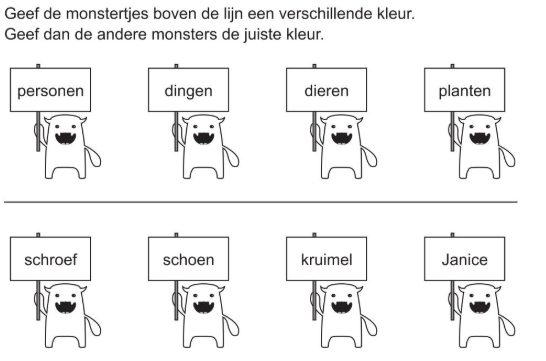 Geef de monstertjes boven de lijn een verschillende kleur.
Geef dan de andere monsters de juiste kleur.
personen dingen dieren planten
schroef schoen kruimel Janice